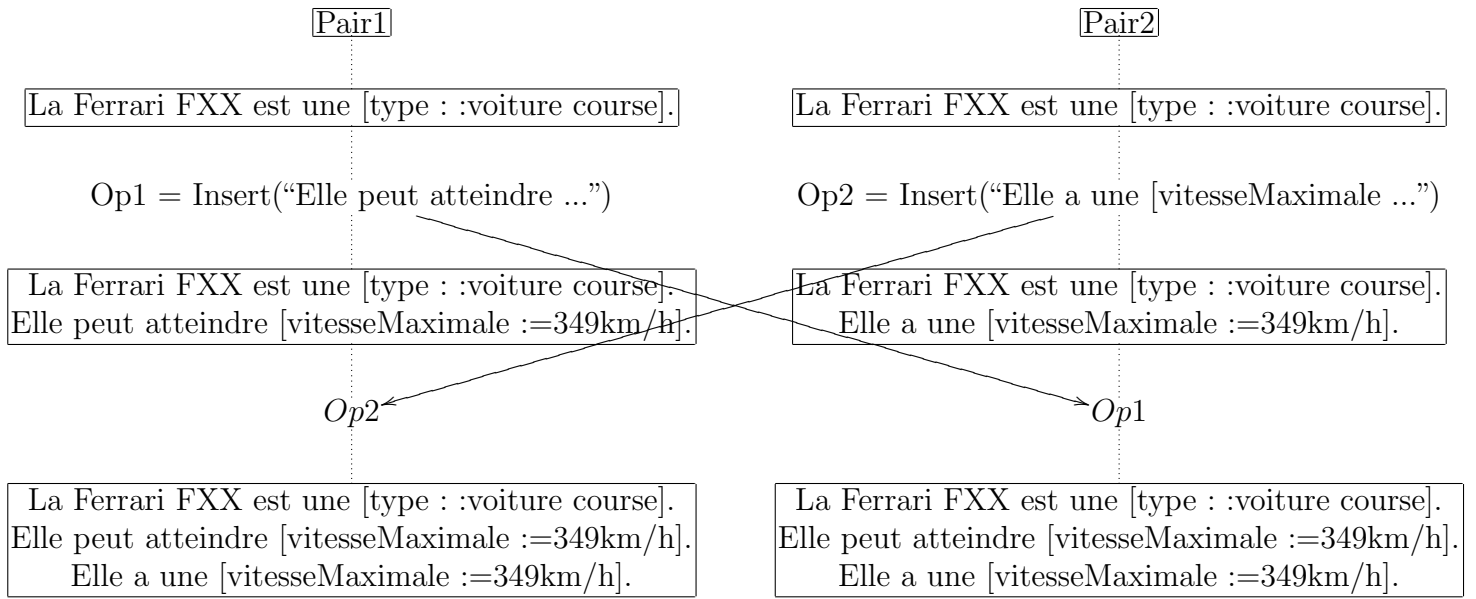 Pair1
Pair2
La Ferrari FXX est une [type : :voiture course].
La Ferrari FXX est une [type : :voiture course].
Op1 = Insert(“Elle peut atteindre ...”)
Op2 = Insert(“Elle a une [vitesseMaximale ...”)
La Ferrari FXX est une [type : :voiture course].
Elle peut atteindre [vitesseMaximale :=349km/h].
La Ferrari FXX est une [type : :voiture course].
Elle a une [vitesseMaximale :=349km/h].
Op2
Op1
La Ferrari FXX est une [type : :voiture course].
Elle peut atteindre [vitesseMaximale :=349km/h].
Elle a une [vitesseMaximale :=349km/h].
La Ferrari FXX est une [type : :voiture course].
Elle peut atteindre [vitesseMaximale :=349km/h].
Elle a une [vitesseMaximale :=349km/h].